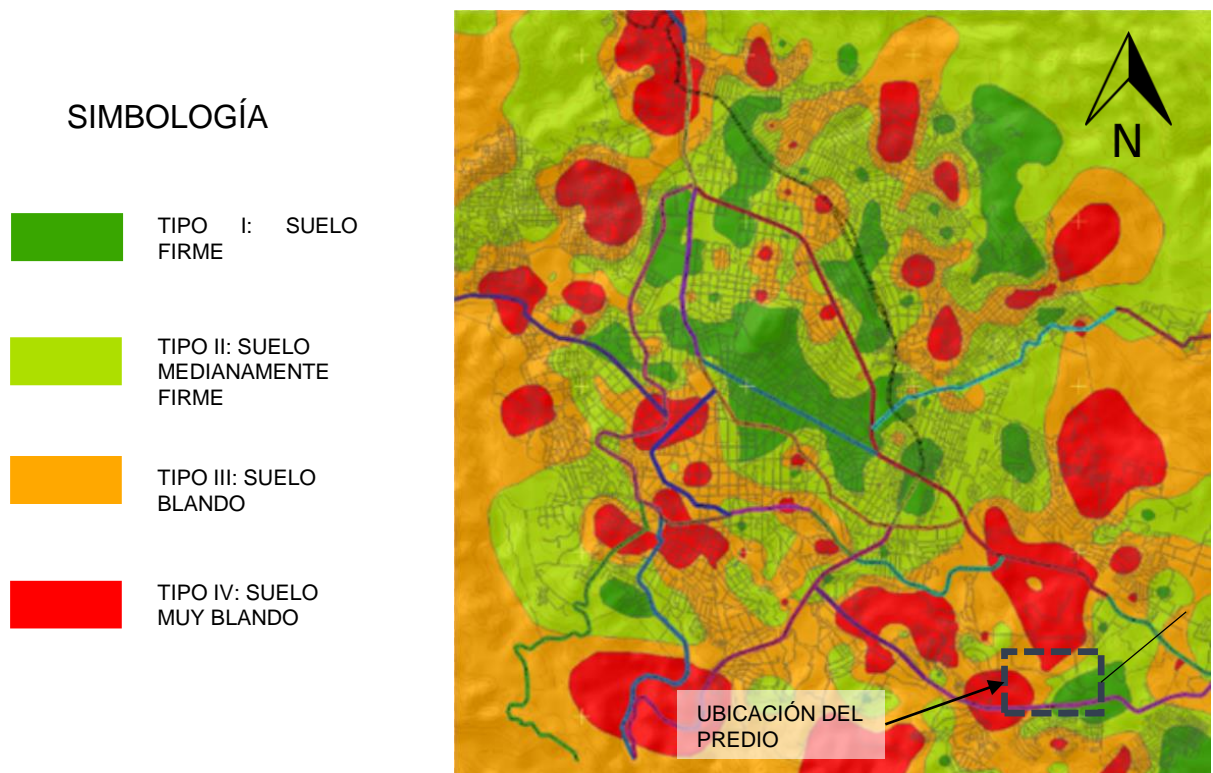 SIMBOLOGÍA
TIPO I: SUELO
FIRME
TIPO II: SUELO
MEDIANAMENTE
FIRME
TIPO III: SUELO
BLANDO
TIPO IV: SUELO
MUY BLANDO
N
UBICACIÓN DEL
PREDIO